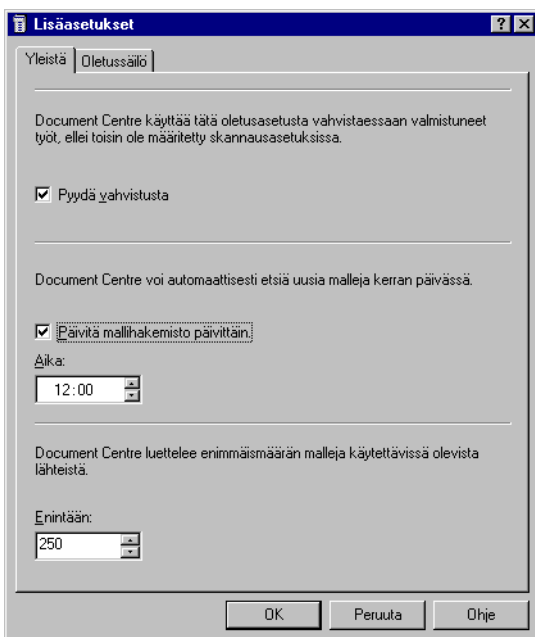 Lisäasetukset
Yleistä
Oletussäilö
Document Centre käyttää tätä oletusasetusta vahvistaessaan valmistuneet
työt, ellei toisin ole määritetty skannausasetuksissa.
Pyydä vahvistusta
Document Centre voi automaattisesti etsiä uusia malleja kerran päivässä.
Päivitä mallihakemisto päivittäin.
Aika:
12:00
Document Centre luettelee enimmäismäärän malleja käytettävissä olevista
lähteistä.
Enintään:
250
OK
Peruuta
Ohje